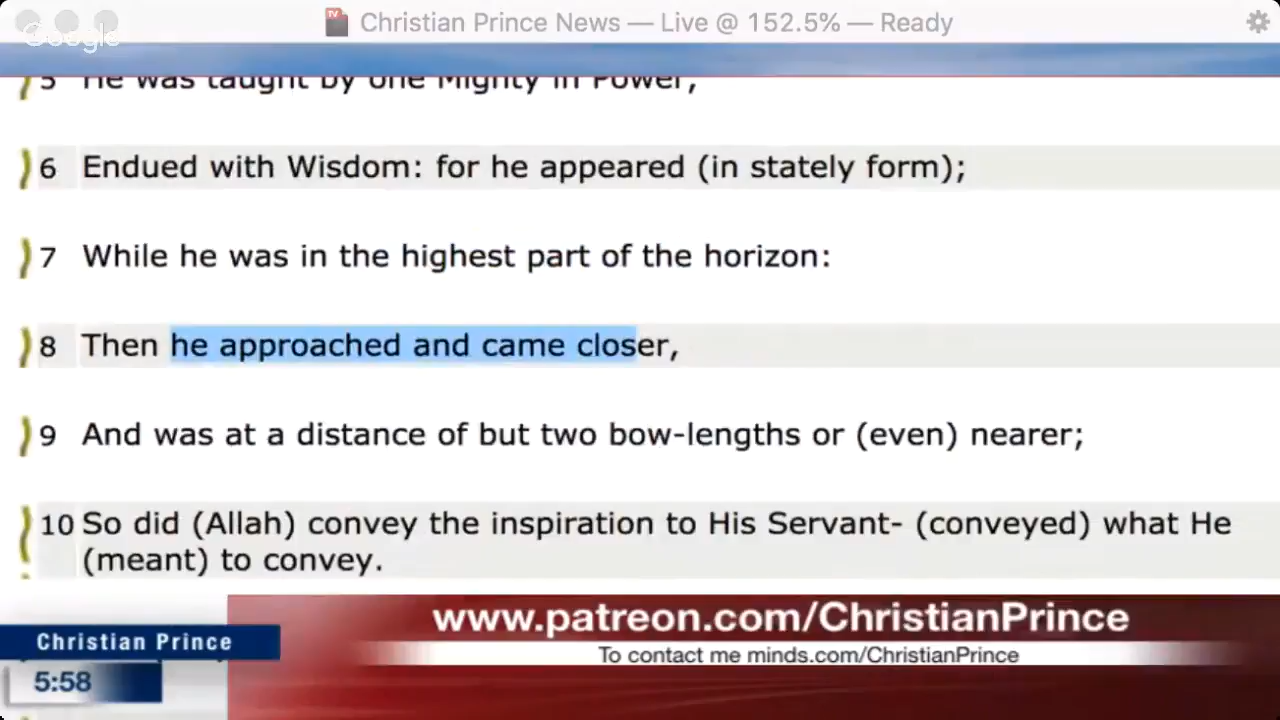 Christian Prince News — Live @ 152.5% — Ready
Google
5 He was taught by one Mighty in Power,
6 Endued with Wisdom: for he appeared (in stately form);
7 While he was in the highest part of the horizon:
8 Then he approached and came closer,
9 And was at a distance of but two bow-lengths or (even) nearer;
10 So did (Allah) convey the inspiration to His Servant- (conveyed) what He
(meant) to convey.
www.patreon.com/ChristianPrince
Christian Prince
To contact me minds.com/ChristianPrince
5:58